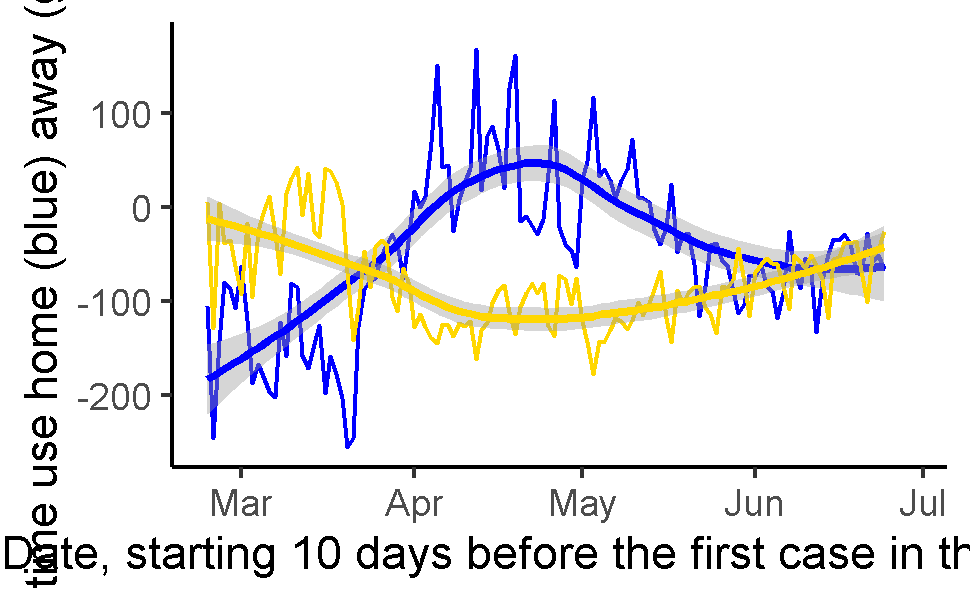 time use home (blue) away (
100
0
-100
-200
Mar Apr May Jun Jul
Date, starting 10 days before the first case in th